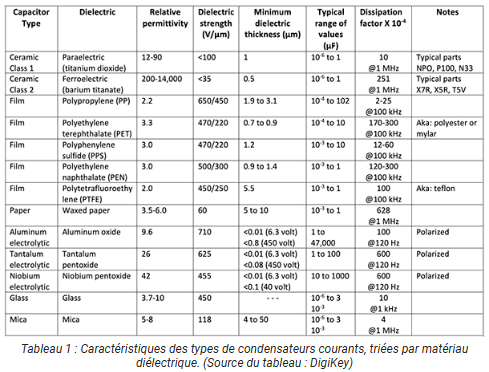 Capacitor Type | Dielectric | Relative permittivity | Dielectric strength (V/µm) | Minimum dielectric thickness (µm) | Typical range of values (µF) | Dissipation factor X 10-4 | Notes
Ceramic Class 1 | Paraelectric (titanium dioxide) | 12-90 | <100 | 1 | 10-6 to 1 | 10 @1 MHz | Typical parts NPO, P100, N33
Ceramic Class 2 | Ferroelectric (barium titanate) | 200-14,000 | <35 | 0.5 | 10-6 to 1 | 251 @1 MHz | Typical parts X7R, X5R, T5V
Film | Polypropylene (PP) | 2.2 | 650/450 | 1.9 to 3.1 | 10-4 to 102 | 2-25 @100 kHz
Film | Polyethylene terephthalate (PET) | 3.3 | 470/220 | 0.7 to 0.9 | 10-4 to 10 | 170-300 @100 kHz | Aka: polyester or mylar
Film | Polyphenylene sulfide (PPS) | 3.0 | 470/220 | 1.2 | 10-3 to 10 | 12-60 @100 kHz
Film | Polyethylene naphthalate (PEN) | 3.0 | 500/300 | 0.9 to 1.4 | 10-3 to 1 | 120-300 @100 kHz
Film | Polytetrafluoroethylene (PTFE) | 2.0 | 450/250 | 5.5 | 10-3 to 1 | 100 @100 kHz | Aka: teflon
Paper | Waxed paper | 3.5-6.0 | 60 | 5 to 10 | 10-3 to 1 | 628 @1 MHz
Aluminum electrolytic | Aluminum oxide | 9.6 | 710 | <0.01 (6.3 volt) <0.8 (450 volt) | 1 to 47,000 | 100 @120 Hz | Polarized
Tantalum electrolytic | Tantalum pentoxide | 26 | 625 | <0.01 (6.3 volt) <0.08 (450 volt) | 1 to 100 | 600 @120 Hz | Polarized
Niobium electrolytic | Niobium pentoxide | 42 | 455 | <0.01 (6.3 volt) <0.1 (40 volt) | 10 to 1000 | 600 @120 Hz | Polarized
Glass | Glass | 3.7-10 | 450 | - - - | 10-6 to 3 10-3 | 10 @1 kHz
Mica | Mica | 5-8 | 118 | 4 to 50 | 10-6 to 3 10-3 | 4 @1 MHz
Tableau 1 : Caractéristiques des types de condensateurs courants, triées par matériau
diélectrique. (Source du tableau : DigiKey)